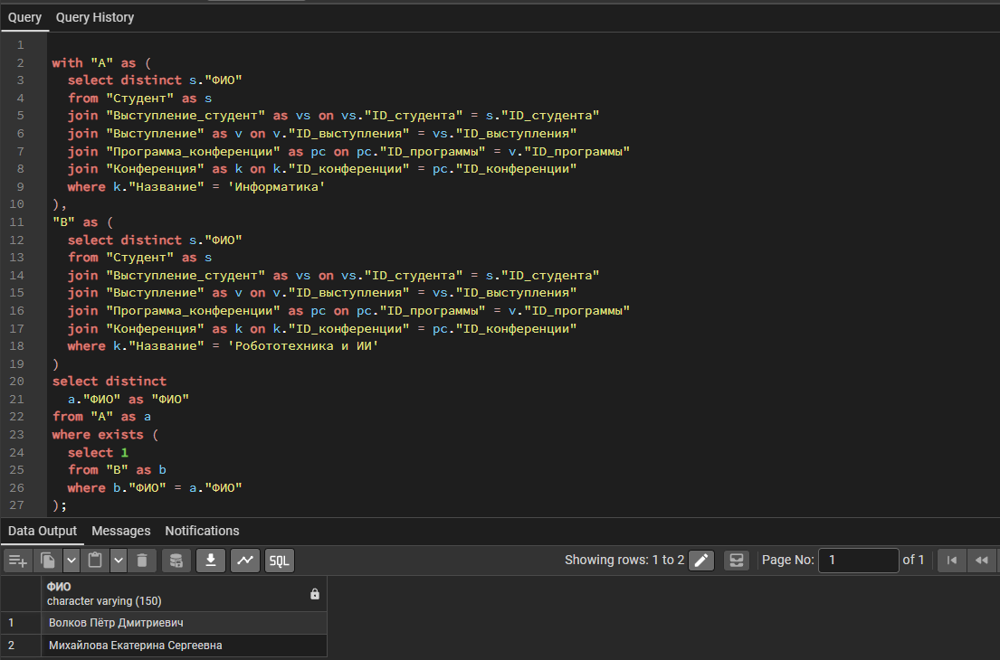 Query Query History
1
2 with "A" as (
3 select distinct s."ФИО"
4 from "Студент" as s
5 join "Выступление_студент" as vs on vs."ID_студента" = s."ID_студента"
6 join "Выступление" as v on v."ID_выступления" = vs."ID_выступления"
7 join "Программа_конференции" as pc on pc."ID_программы" = v."ID_программы"
8 join "Конференция" as k on k."ID_конференции" = pc."ID_конференции"
9 where k."Название" = 'Информатика'
10 ),
11 "B" as (
12 select distinct s."ФИО"
13 from "Студент" as s
14 join "Выступление_студент" as vs on vs."ID_студента" = s."ID_студента"
15 join "Выступление" as v on v."ID_выступления" = vs."ID_выступления"
16 join "Программа_конференции" as pc on pc."ID_программы" = v."ID_программы"
17 join "Конференция" as k on k."ID_конференции" = pc."ID_конференции"
18 where k."Название" = 'Робототехника и ИИ'
19 )
20 select distinct
21 a."ФИО" as "ФИО"
22 from "A" as a
23 where exists (
24 select 1
25 from "B" as b
26 where b."ФИО" = a."ФИО"
27 );
Data Output Messages Notifications
SQL Showing rows: 1 to 2 Page No: 1 of 1
ФИО
character varying (150)
1 Волков Пётр Дмитриевич
2 Михайлова Екатерина Сергеевна